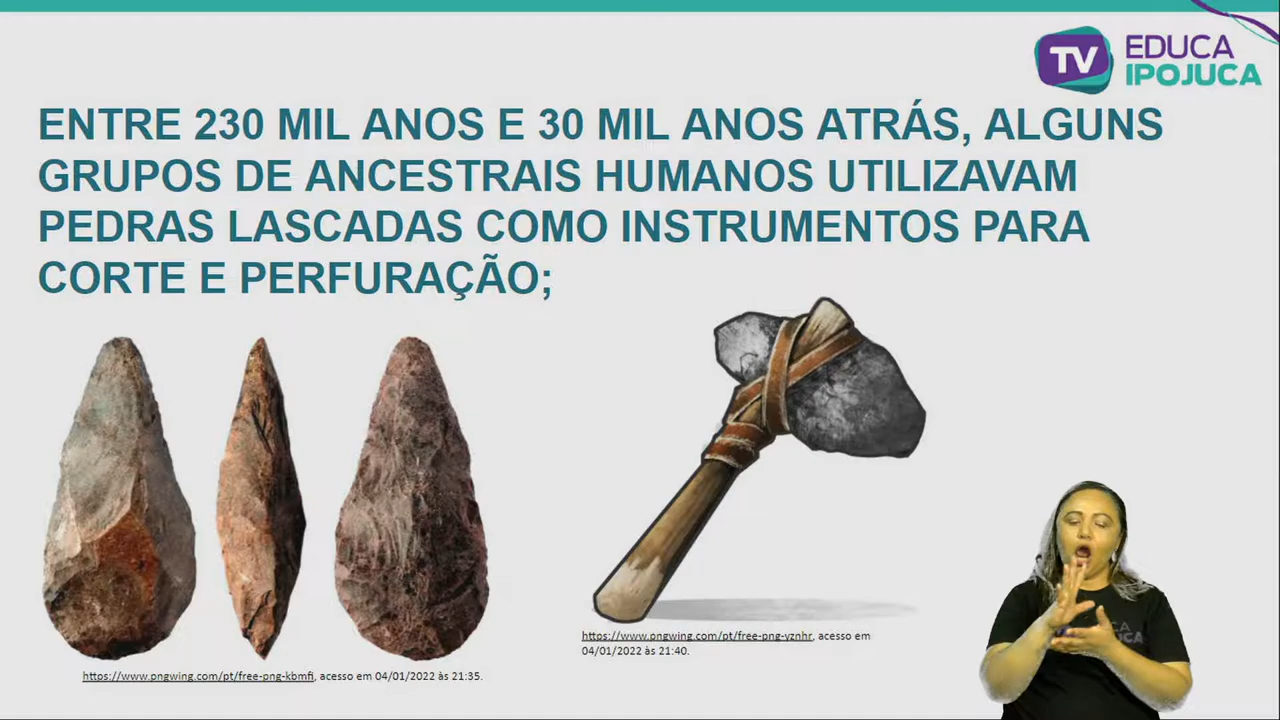 TV EDUCA
IPOJUCA
ENTRE 230 MIL ANOS E 30 MIL ANOS ATRÁS, ALGUNS
GRUPOS DE ANCESTRAIS HUMANOS UTILIZAVAM
PEDRAS LASCADAS COMO INSTRUMENTOS PARA
CORTE E PERFURAÇÃO;
https://www.pngwing.com/pt/free-png-yznhr, acesso em
04/01/2022 às 21:40.
https://www.pngwing.com/pt/free-png-kbmfi, acesso em 04/01/2022 às 21:35.